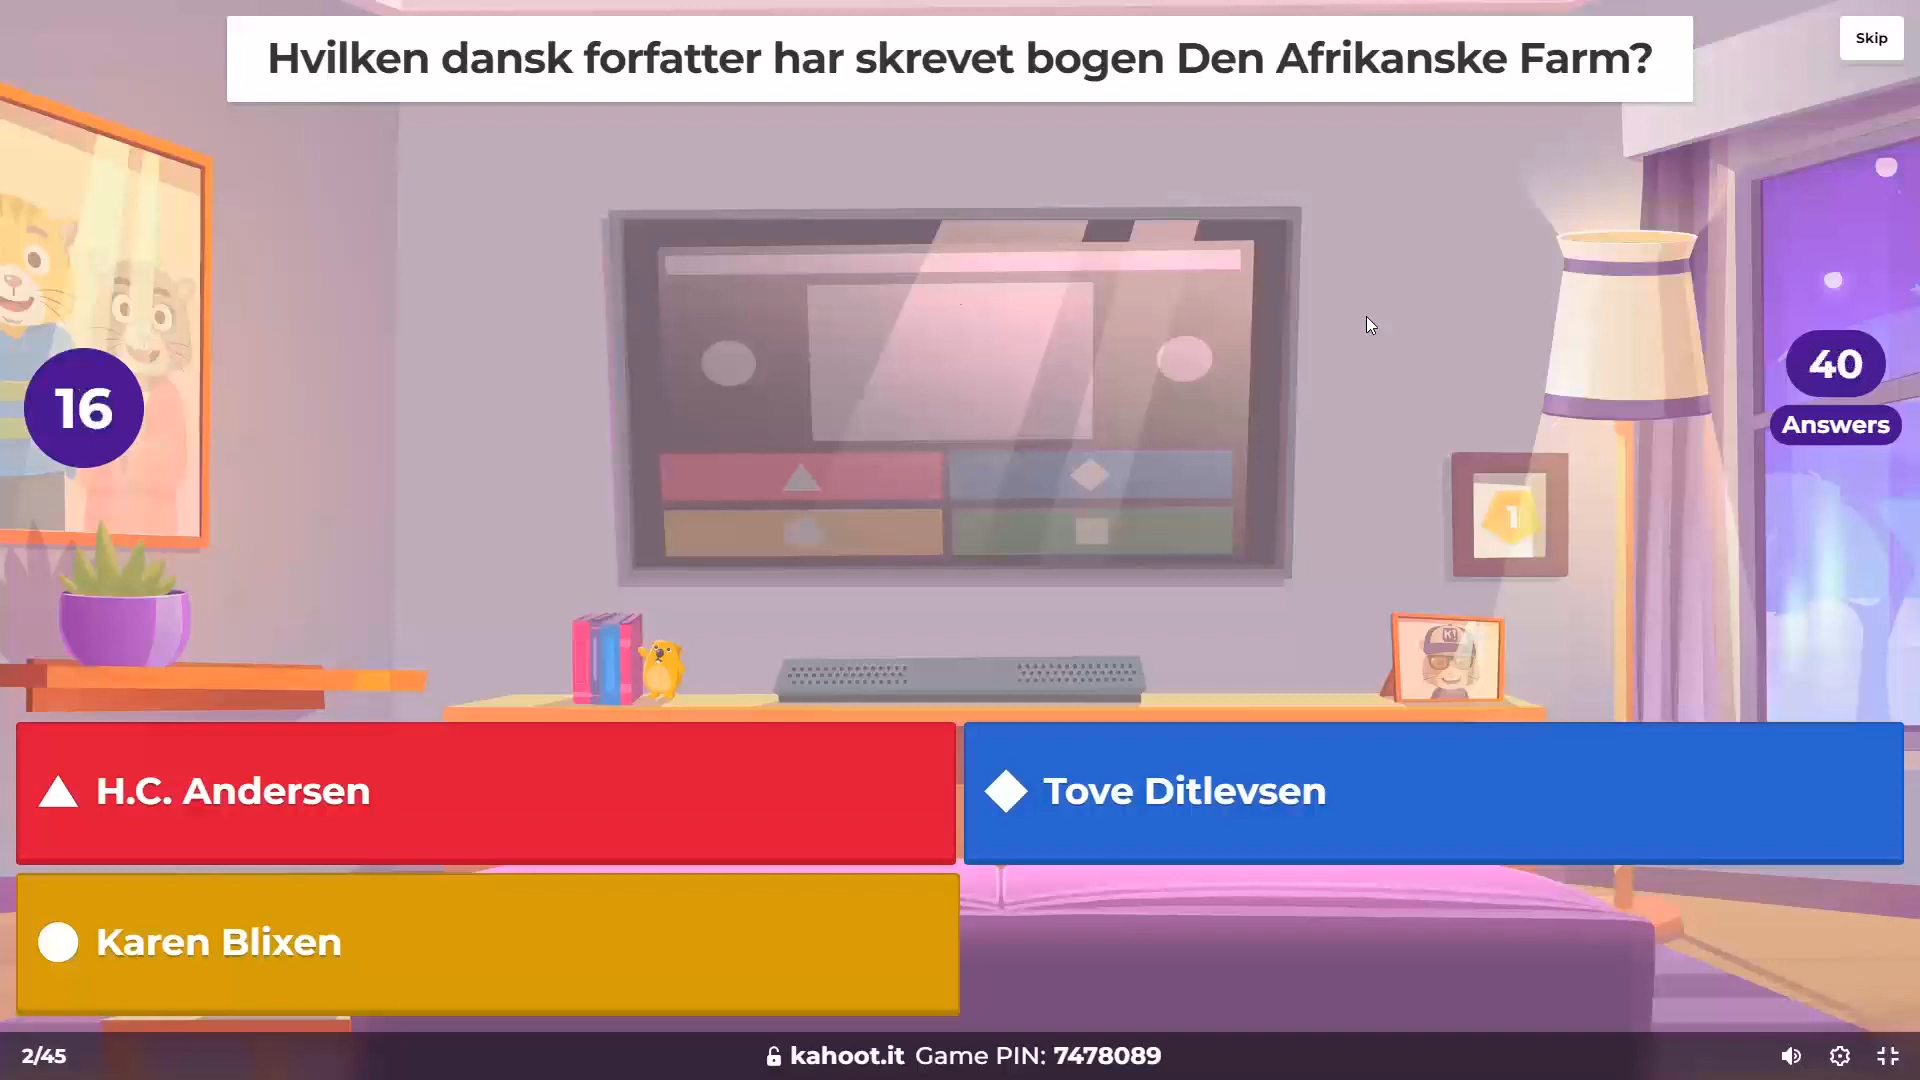 Hvilken dansk forfatter har skrevet bogen Den Afrikanske Farm?
Skip
16
40
Answers
1
K!
H.C. Andersen
Tove Ditlevsen
Karen Blixen
2/45
kahoot.it Game PIN: 7478089